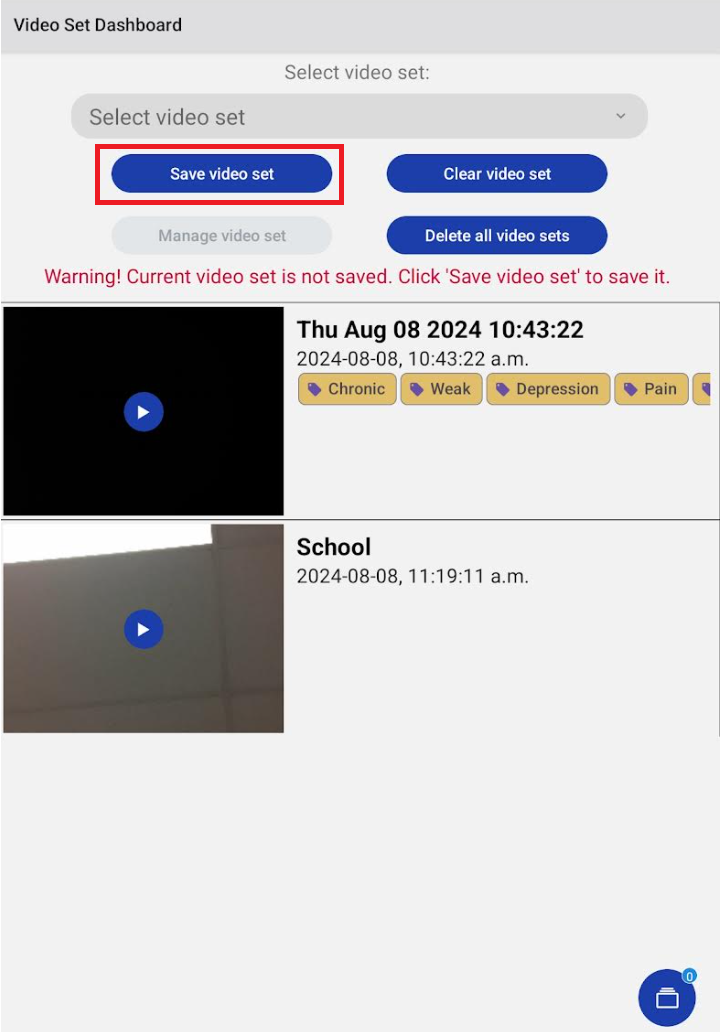 Video Set Dashboard
Select video set:
Select video set
Save video set Clear video set
Manage video set Delete all video sets
Warning! Current video set is not saved. Click 'Save video set' to save it.
Thu Aug 08 2024 10:43:22
2024-08-08, 10:43:22 a.m.
Chronic Weak Depression Pain
School
2024-08-08, 11:19:11 a.m.
0